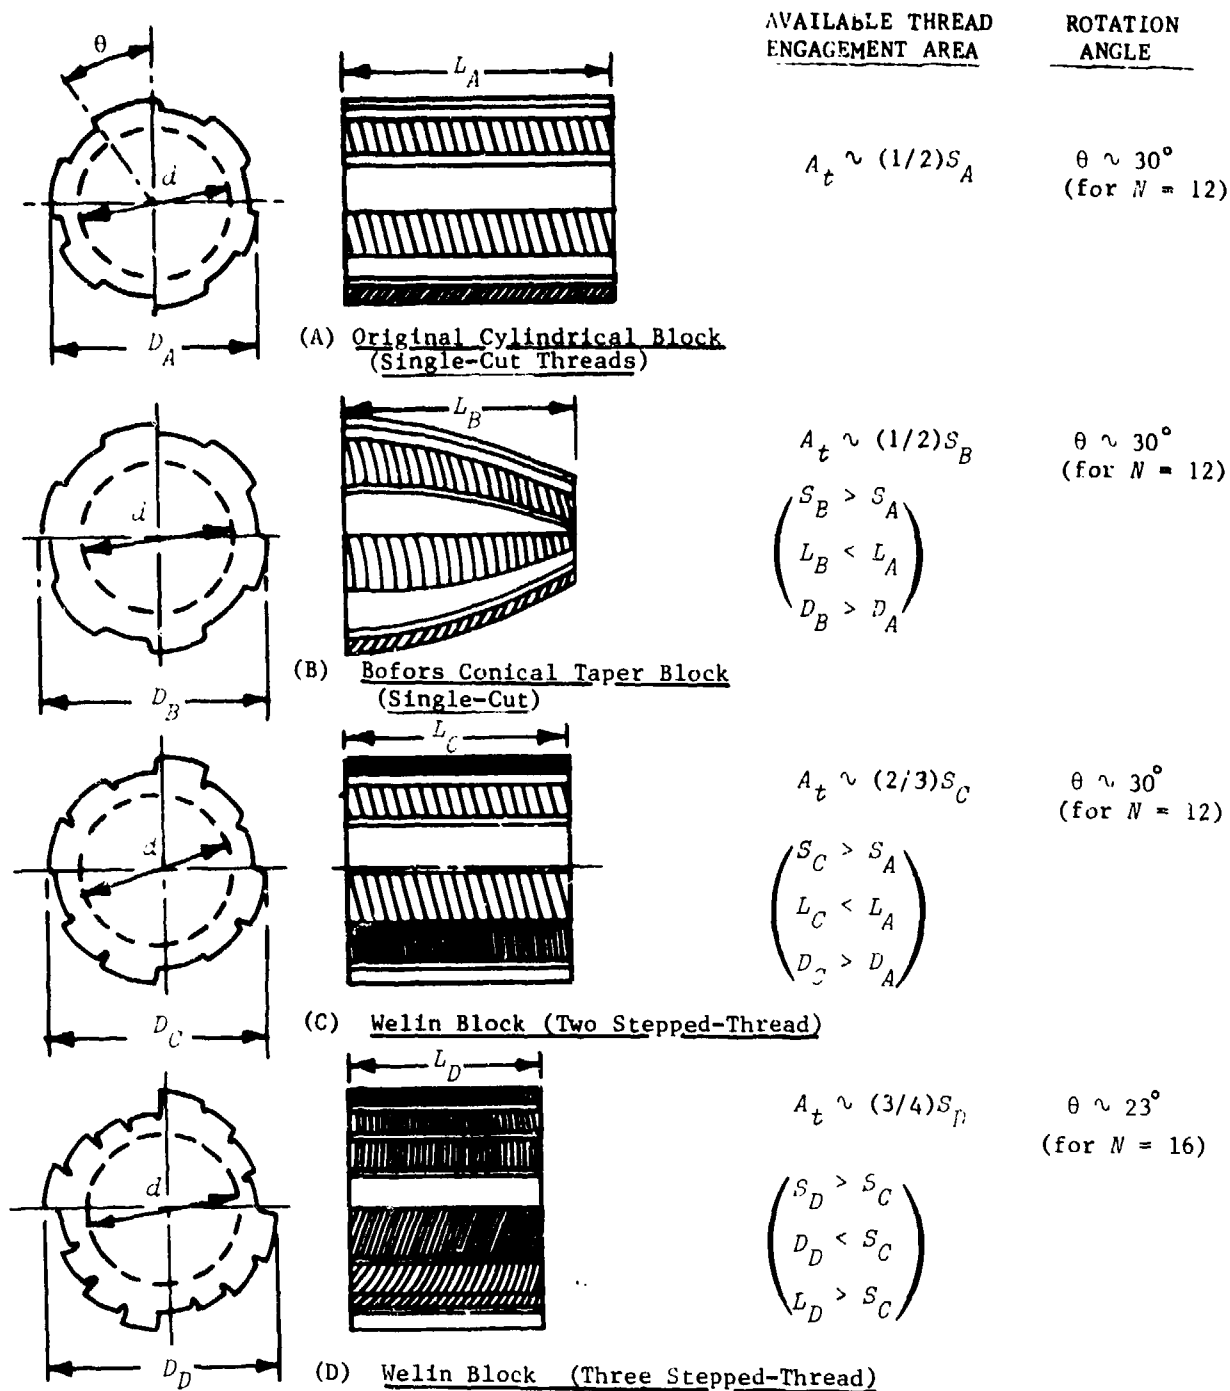 AVAILABLE THREAD
ENGAGEMENT AREA
ROTATION
ANGLE
θ
d
D_A
L_A
A_t ~ (1/2)S_A
θ ~ 30°
(for N = 12)
(A) Original Cylindrical Block
(Single-Cut Threads)
d
D_B
L_B
A_t ~ (1/2)S_B
S_B > S_A
L_B < L_A
D_B > D_A
θ ~ 30°
(for N = 12)
(B) Bofors Conical Taper Block
(Single-Cut)
d
D_C
L_C
A_t ~ (2/3)S_C
S_C > S_A
L_C < L_A
D_C > D_A
θ ~ 30°
(for N = 12)
(C) Welin Block (Two Stepped-Thread)
d
D_D
L_D
A_t ~ (3/4)S_D
S_D > S_C
D_D < S_C
L_D > S_C
θ ~ 23°
(for N = 16)
(D) Welin Block (Three Stepped-Thread)